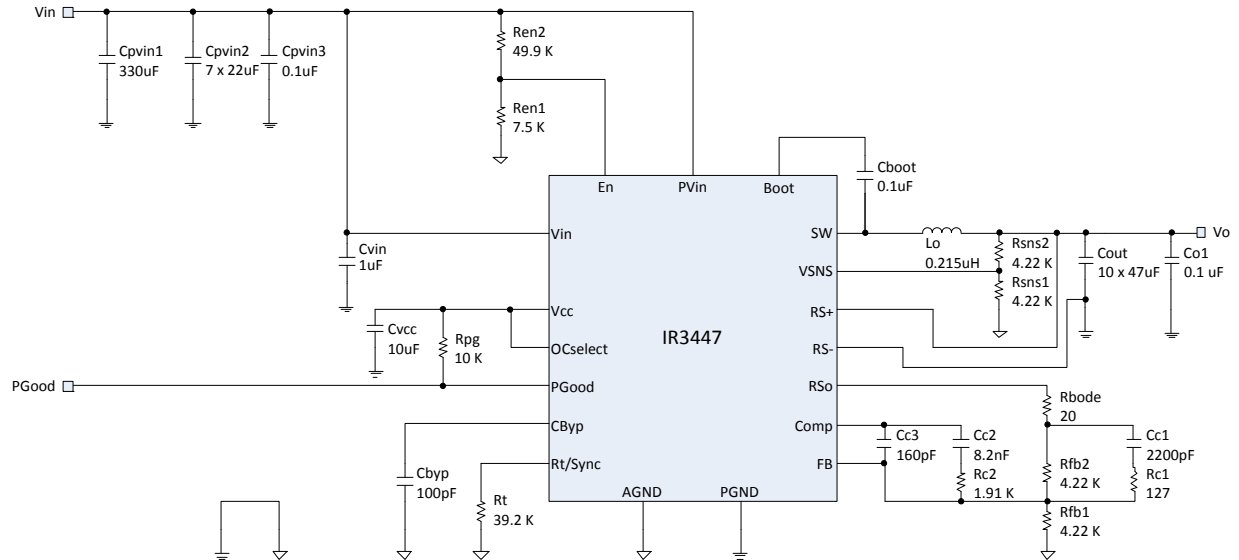 Vin
Cpvin1
330uF
Cpvin2
7 x 22uF
Cpvin3
0.1uF
Ren2
49.9 K
Ren1
7.5 K
Cboot
0.1uF
En
PVin
Boot
Vin
Cvin
1uF
Vcc
Cvcc
10uF
Rpg
10 K
OCselect
PGood
PGood
CByp
Cbyp
100pF
Rt/Sync
Rt
39.2 K
IR3447
AGND
PGND
SW
VSNS
RS+
RS-
RSo
Comp
FB
Lo
0.215uH
Rsns2
4.22 K
Rsns1
4.22 K
Cout
10 x 47uF
Co1
0.1 uF
Vo
Rbode
20
Cc3
160pF
Cc2
8.2nF
Rc2
1.91 K
Rfb2
4.22 K
Cc1
2200pF
Rc1
127
Rfb1
4.22 K